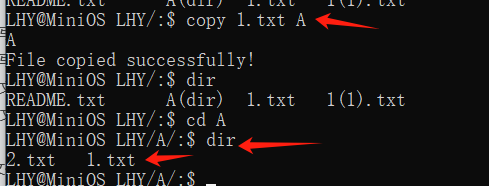 README.txt A(dir) 1.txt 1(1).txt
LHY@MiniOS LHY/:$ copy 1.txt A
A
File copied successfully!
LHY@MiniOS LHY/:$ dir
README.txt A(dir) 1.txt 1(1).txt
LHY@MiniOS LHY/:$ cd A
LHY@MiniOS LHY/A/:$ dir
2.txt 1.txt
LHY@MiniOS LHY/A/:$